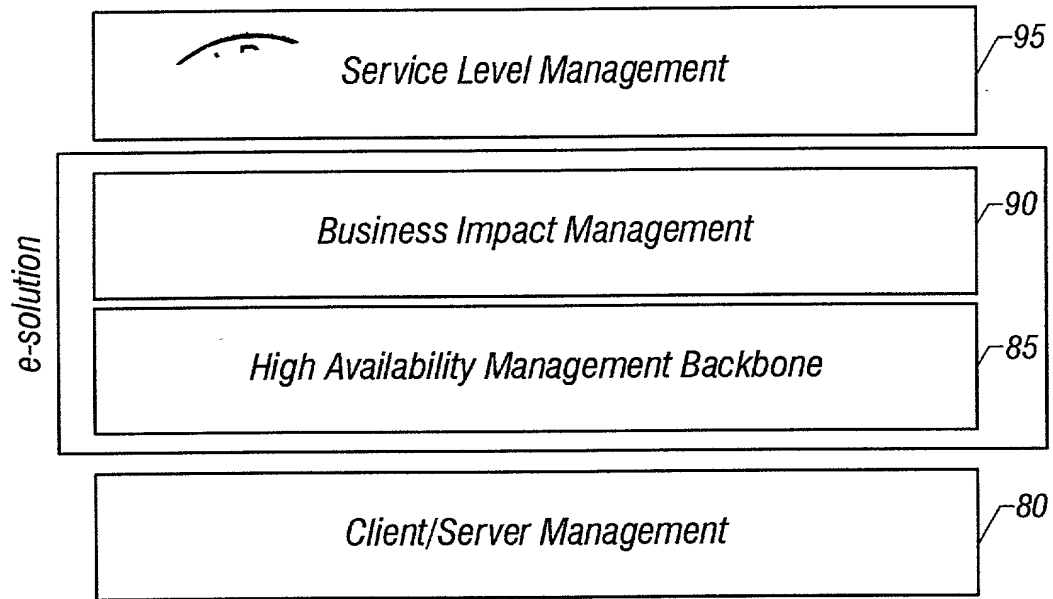 Service Level Management
95
e-solution
Business Impact Management
90
High Availability Management Backbone
85
Client/Server Management
80